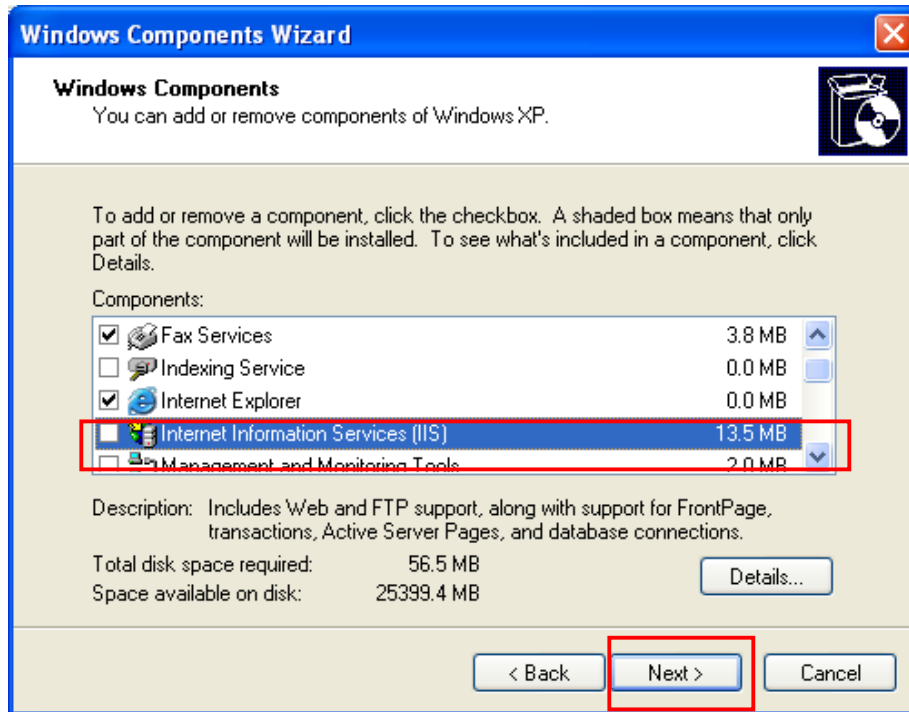 Windows Components Wizard
Windows Components
You can add or remove components of Windows XP.
To add or remove a component, click the checkbox. A shaded box means that only
part of the component will be installed. To see what's included in a component, click
Details.
Components:
Fax Services 3.8 MB
Indexing Service 0.0 MB
Internet Explorer 0.0 MB
Internet Information Services (IIS) 13.5 MB
Management and Monitoring Tools 2.0 MB
Description: Includes Web and FTP support, along with support for FrontPage,
transactions, Active Server Pages, and database connections.
Total disk space required: 56.5 MB
Space available on disk: 25399.4 MB
Details...
< Back Next > Cancel